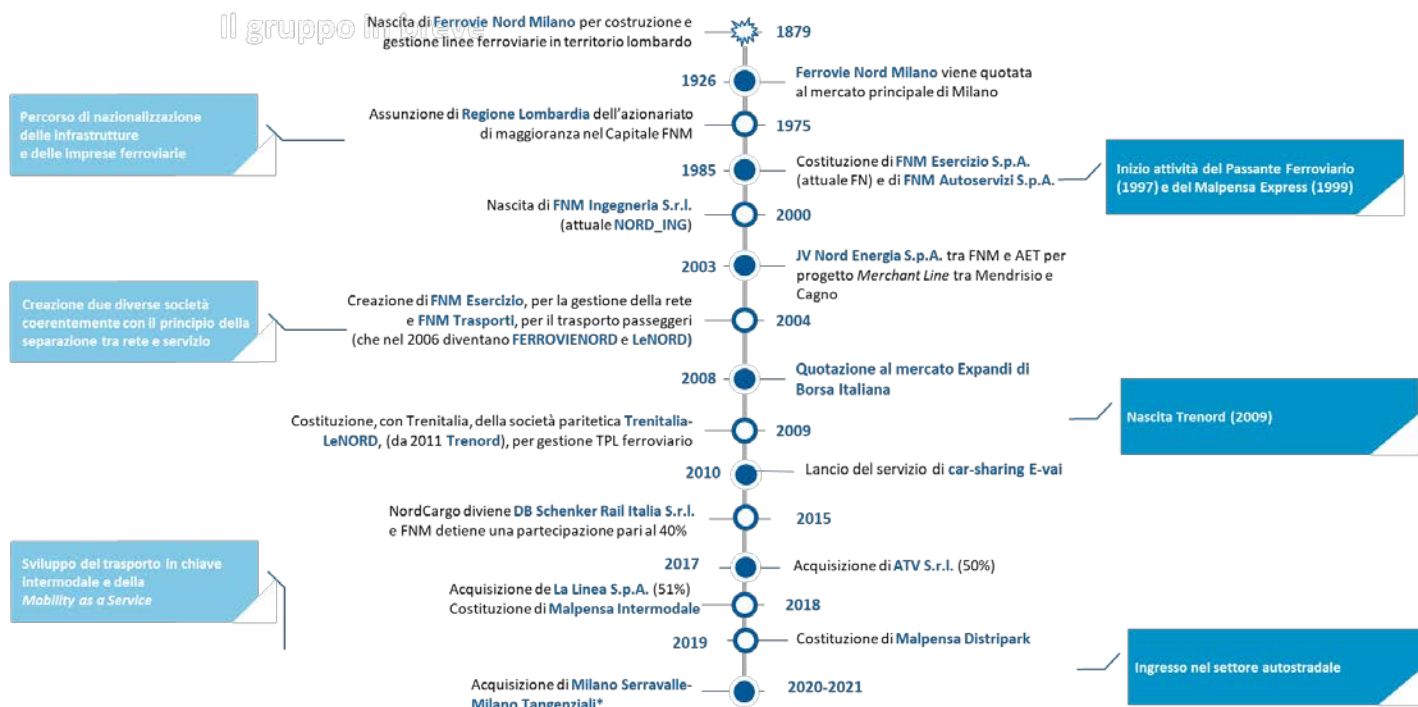 Il gruppo in breve
Nascita di Ferrovie Nord Milano per costruzione e
gestione linee ferroviarie in territorio lombardo
1879
1926
Ferrovie Nord Milano viene quotata
al mercato principale di Milano
Percorso di nazionalizzazione
delle infrastrutture
e delle imprese ferroviarie
Assunzione di Regione Lombardia dell'azionariato
di maggioranza nel Capitale FNM
1975
1985
Costituzione di FNM Esercizio S.p.A.
(attuale FN) e di FNM Autoservizi S.p.A.
Inizio attività del Passante Ferroviario
(1997) e del Malpensa Express (1999)
Nascita di FNM Ingegneria S.r.l.
(attuale NORD_ING)
2000
2003
JV Nord Energia S.p.A. tra FNM e AET per
progetto Merchant Line tra Mendrisio e
Cagno
Creazione due diverse società
coerentemente con il principio della
separazione tra rete e servizio
Creazione di FNM Esercizio, per la gestione della rete
e FNM Trasporti, per il trasporto passeggeri
(che nel 2006 diventano FERROVIENORD e LeNORD)
2004
2008
Quotazione al mercato Expandi di
Borsa Italiana
Costituzione, con Trenitalia, della società paritetica Trenitalia-
LeNORD, (da 2011 Trenord), per gestione TPL ferroviario
2009
Nascita Trenord (2009)
2010
Lancio del servizio di car-sharing E-vai
NordCargo diviene DB Schenker Rail Italia S.r.l.
e FNM detiene una partecipazione pari al 40%
2015
Sviluppo del trasporto in chiave
intermodale e della
Mobility as a Service
2017
Acquisizione di ATV S.r.l. (50%)
Acquisizione de La Linea S.p.A. (51%)
Costituzione di Malpensa Intermodale
2018
2019
Costituzione di Malpensa Distripark
Ingresso nel settore autostradale
Acquisizione di Milano Serravalle-
Milano Tangenziali*
2020-2021